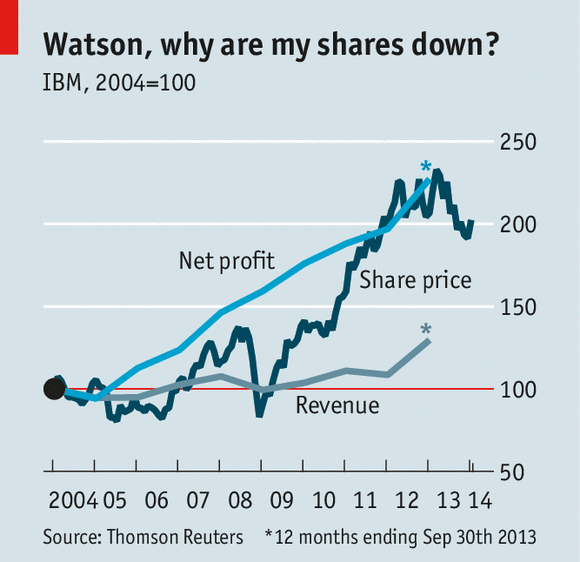 Watson, why are my shares down?
IBM, 2004=100
250
*
200
Net profit
Share price
150
*
100
Revenue
50
2004 05 06 07 08 09 10 11 12 13 14
Source: Thomson Reuters *12 months ending Sep 30th 2013